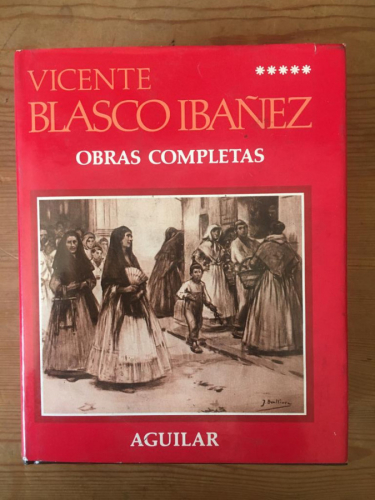 VICENTE
*****
BLASCO IBAÑEZ
OBRAS COMPLETAS
AGUILAR